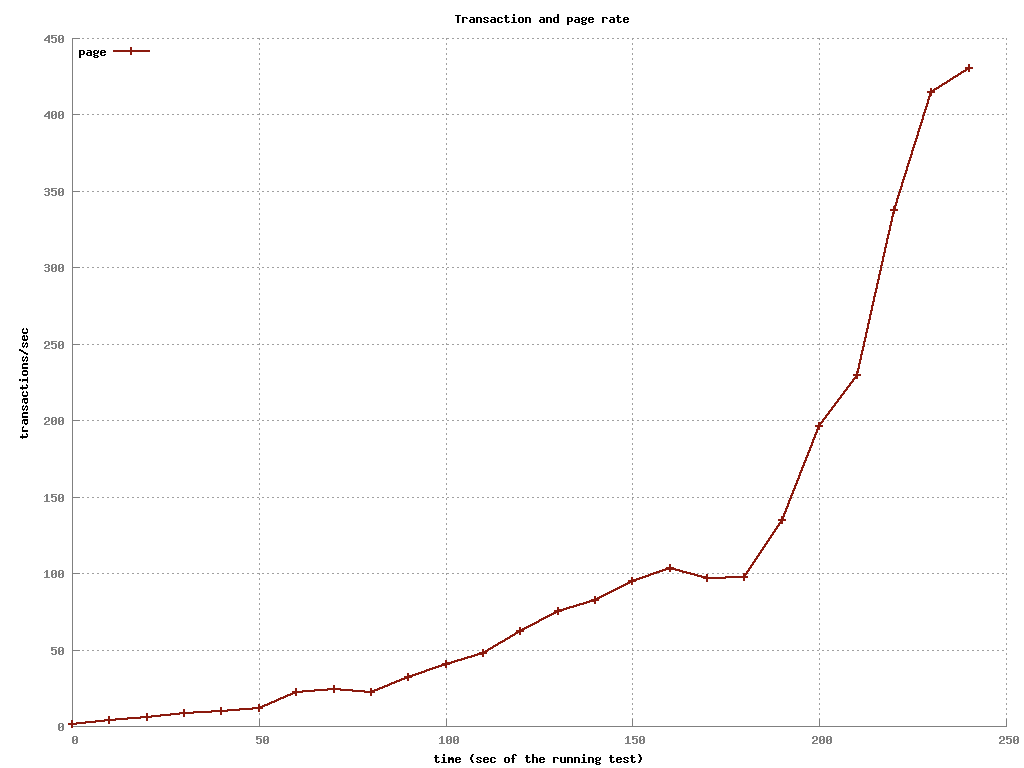 Transaction and page rate
450
page
400
350
300
250
transactions/sec
200
150
100
50
0
0 50 100 150 200 250
time (sec of the running test)